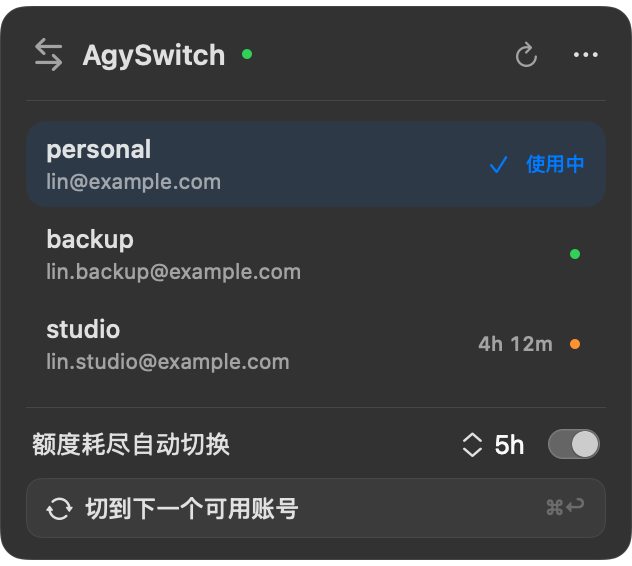 AgySwitch
personal
lin@example.com
使用中
backup
lin.backup@example.com
studio
lin.studio@example.com
4h 12m
额度耗尽自动切换
5h
切到下一个可用账号
⌘↩